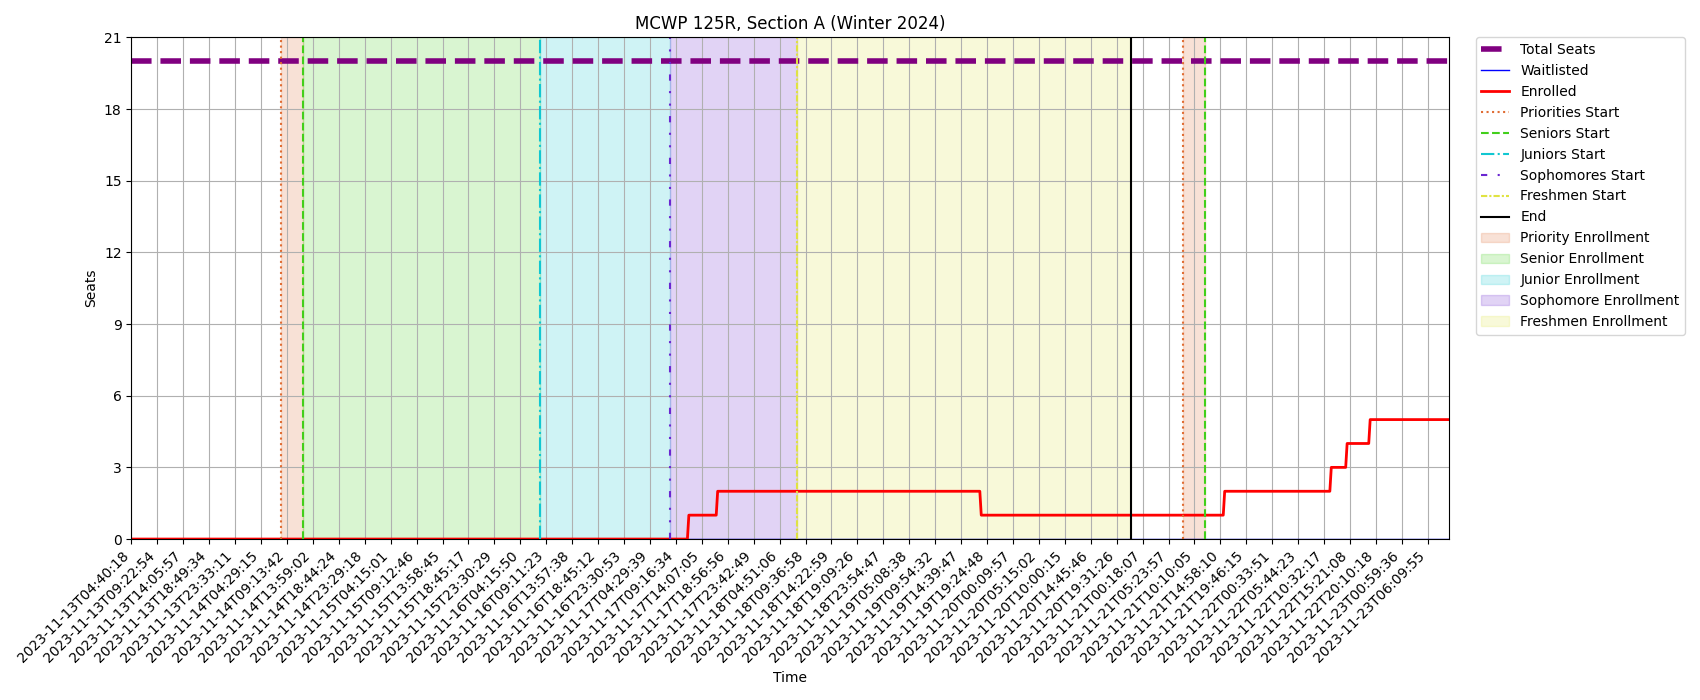 MCWP 125R, Section A (Winter 2024)
21
18
15
12
9
6
3
0
Seats
2023-11-13T04:40:18
2023-11-13T09:22:54
2023-11-13T14:05:57
2023-11-13T18:49:34
2023-11-13T23:33:11
2023-11-14T04:29:15
2023-11-14T09:13:42
2023-11-14T13:59:02
2023-11-14T18:44:24
2023-11-14T23:29:18
2023-11-15T04:15:01
2023-11-15T09:12:46
2023-11-15T13:58:45
2023-11-15T18:45:17
2023-11-15T23:30:29
2023-11-16T04:15:50
2023-11-16T09:11:23
2023-11-16T13:57:38
2023-11-16T18:45:12
2023-11-16T23:30:53
2023-11-17T04:29:39
2023-11-17T09:16:34
2023-11-17T14:07:05
2023-11-17T18:56:56
2023-11-17T23:42:49
2023-11-18T04:51:06
2023-11-18T09:36:58
2023-11-18T14:22:59
2023-11-18T19:09:26
2023-11-18T23:54:47
2023-11-19T05:08:38
2023-11-19T09:54:32
2023-11-19T14:39:47
2023-11-19T19:24:48
2023-11-20T00:09:57
2023-11-20T05:15:02
2023-11-20T10:00:15
2023-11-20T14:45:46
2023-11-20T19:31:26
2023-11-21T00:18:07
2023-11-21T05:23:57
2023-11-21T10:10:05
2023-11-21T14:58:10
2023-11-21T19:46:15
2023-11-22T00:33:51
2023-11-22T05:44:23
2023-11-22T10:32:17
2023-11-22T15:21:08
2023-11-22T20:10:18
2023-11-23T00:59:36
2023-11-23T06:09:55
Time
Total Seats
Waitlisted
Enrolled
Priorities Start
Seniors Start
Juniors Start
Sophomores Start
Freshmen Start
End
Priority Enrollment
Senior Enrollment
Junior Enrollment
Sophomore Enrollment
Freshmen Enrollment